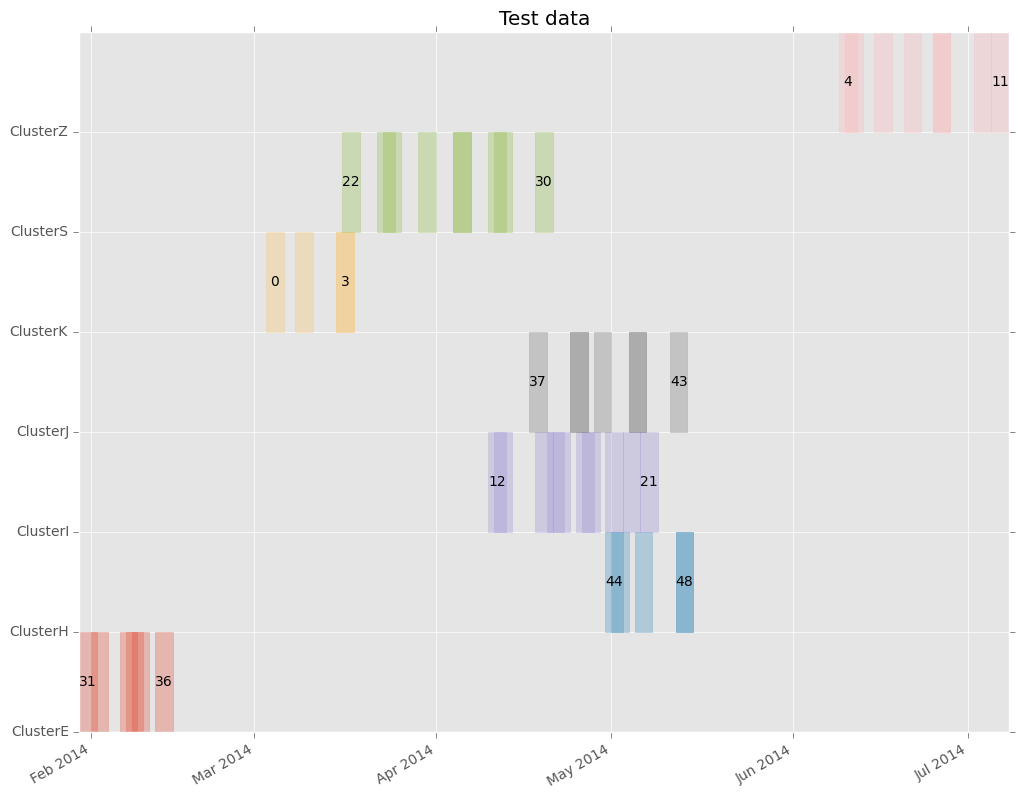 Test data
4 11
ClusterZ
22 30
ClusterS
0 3
ClusterK
37 43
ClusterJ
12 21
ClusterI
44 48
ClusterH
31 36
ClusterE
Feb 2014 Mar 2014 Apr 2014 May 2014 Jun 2014 Jul 2014